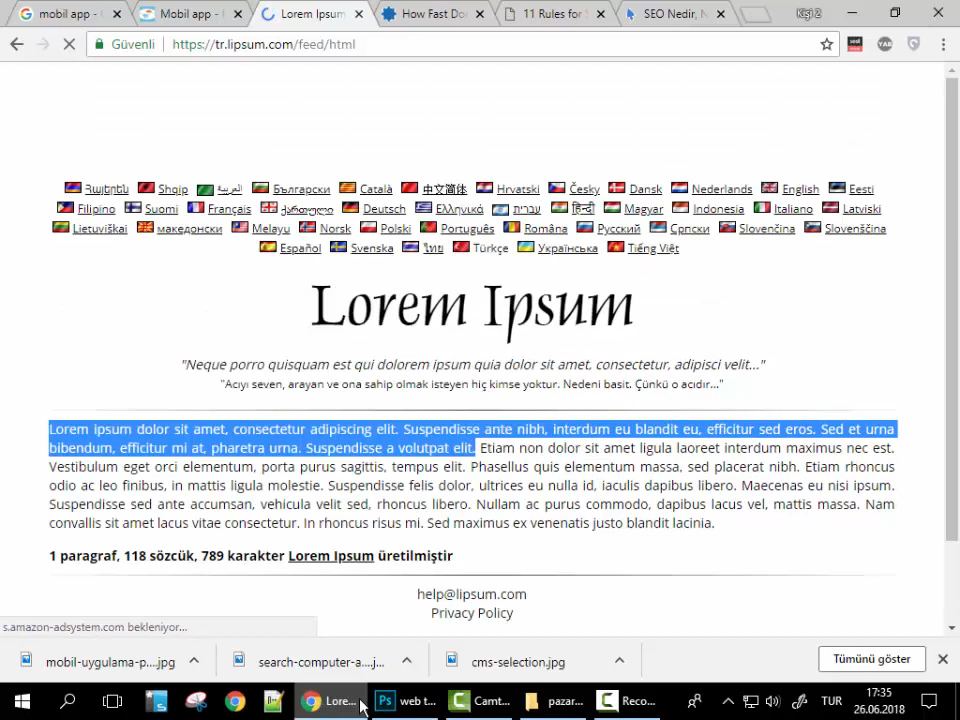 mobil app -
Mobil app -
Lorem Ipsum
How Fast Do
11 Rules for
SEO Nedir, N
Kişi 2
Güvenli
https://tr.lipsum.com/feed/html
Հայերեն Shqip العربية Български Català 中文简体 Hrvatski Česky Dansk Nederlands English Eesti
Filipino Suomi Français ქართული Deutsch Ελληνικά עברית हिन्दी Magyar Indonesia Italiano Latviski
Lietuviškai македонски Melayu Norsk Polski Português Româna Русский Српски Slovenčina Slovenščina
Español Svenska ไทย Türkçe Українська Tiếng Việt
Lorem Ipsum
"Neque porro quisquam est qui dolorem ipsum quia dolor sit amet, consectetur, adipisci velit..."
"Acıyı seven, arayan ve ona sahip olmak isteyen hiç kimse yoktur. Nedeni basit. Çünkü o acıdır..."
Lorem ipsum dolor sit amet, consectetur adipiscing elit. Suspendisse ante nibh, interdum eu blandit eu, efficitur sed eros. Sed et urna
bibendum, efficitur mi at, pharetra urna. Suspendisse a volutpat elit. Etiam non dolor sit amet ligula laoreet interdum maximus nec est.
Vestibulum eget orci elementum, porta purus sagittis, tempus elit. Phasellus quis elementum massa, sed placerat nibh. Etiam rhoncus
odio ac leo finibus, in mattis ligula molestie. Suspendisse felis dolor, ultrices eu nulla id, iaculis dapibus libero. Maecenas eu nisi ipsum.
Suspendisse sed ante accumsan, vehicula velit sed, rhoncus libero. Nullam ac purus commodo, dapibus lacus vel, mattis massa. Nam
convallis sit amet lacus vitae consectetur. In rhoncus risus mi. Sed maximus ex venenatis justo blandit lacinia.
1 paragraf, 118 sözcük, 789 karakter Lorem Ipsum üretilmiştir
help@lipsum.com
Privacy Policy
s.amazon-adsystem.com bekleniyor...
mobil-uygulama-p....jpg
search-computer-a....j...
cms-selection.jpg
Tümünü göster
Lore...
Ps
web t...
Camt...
pazar...
Reco...
TUR
17:35
26.06.2018